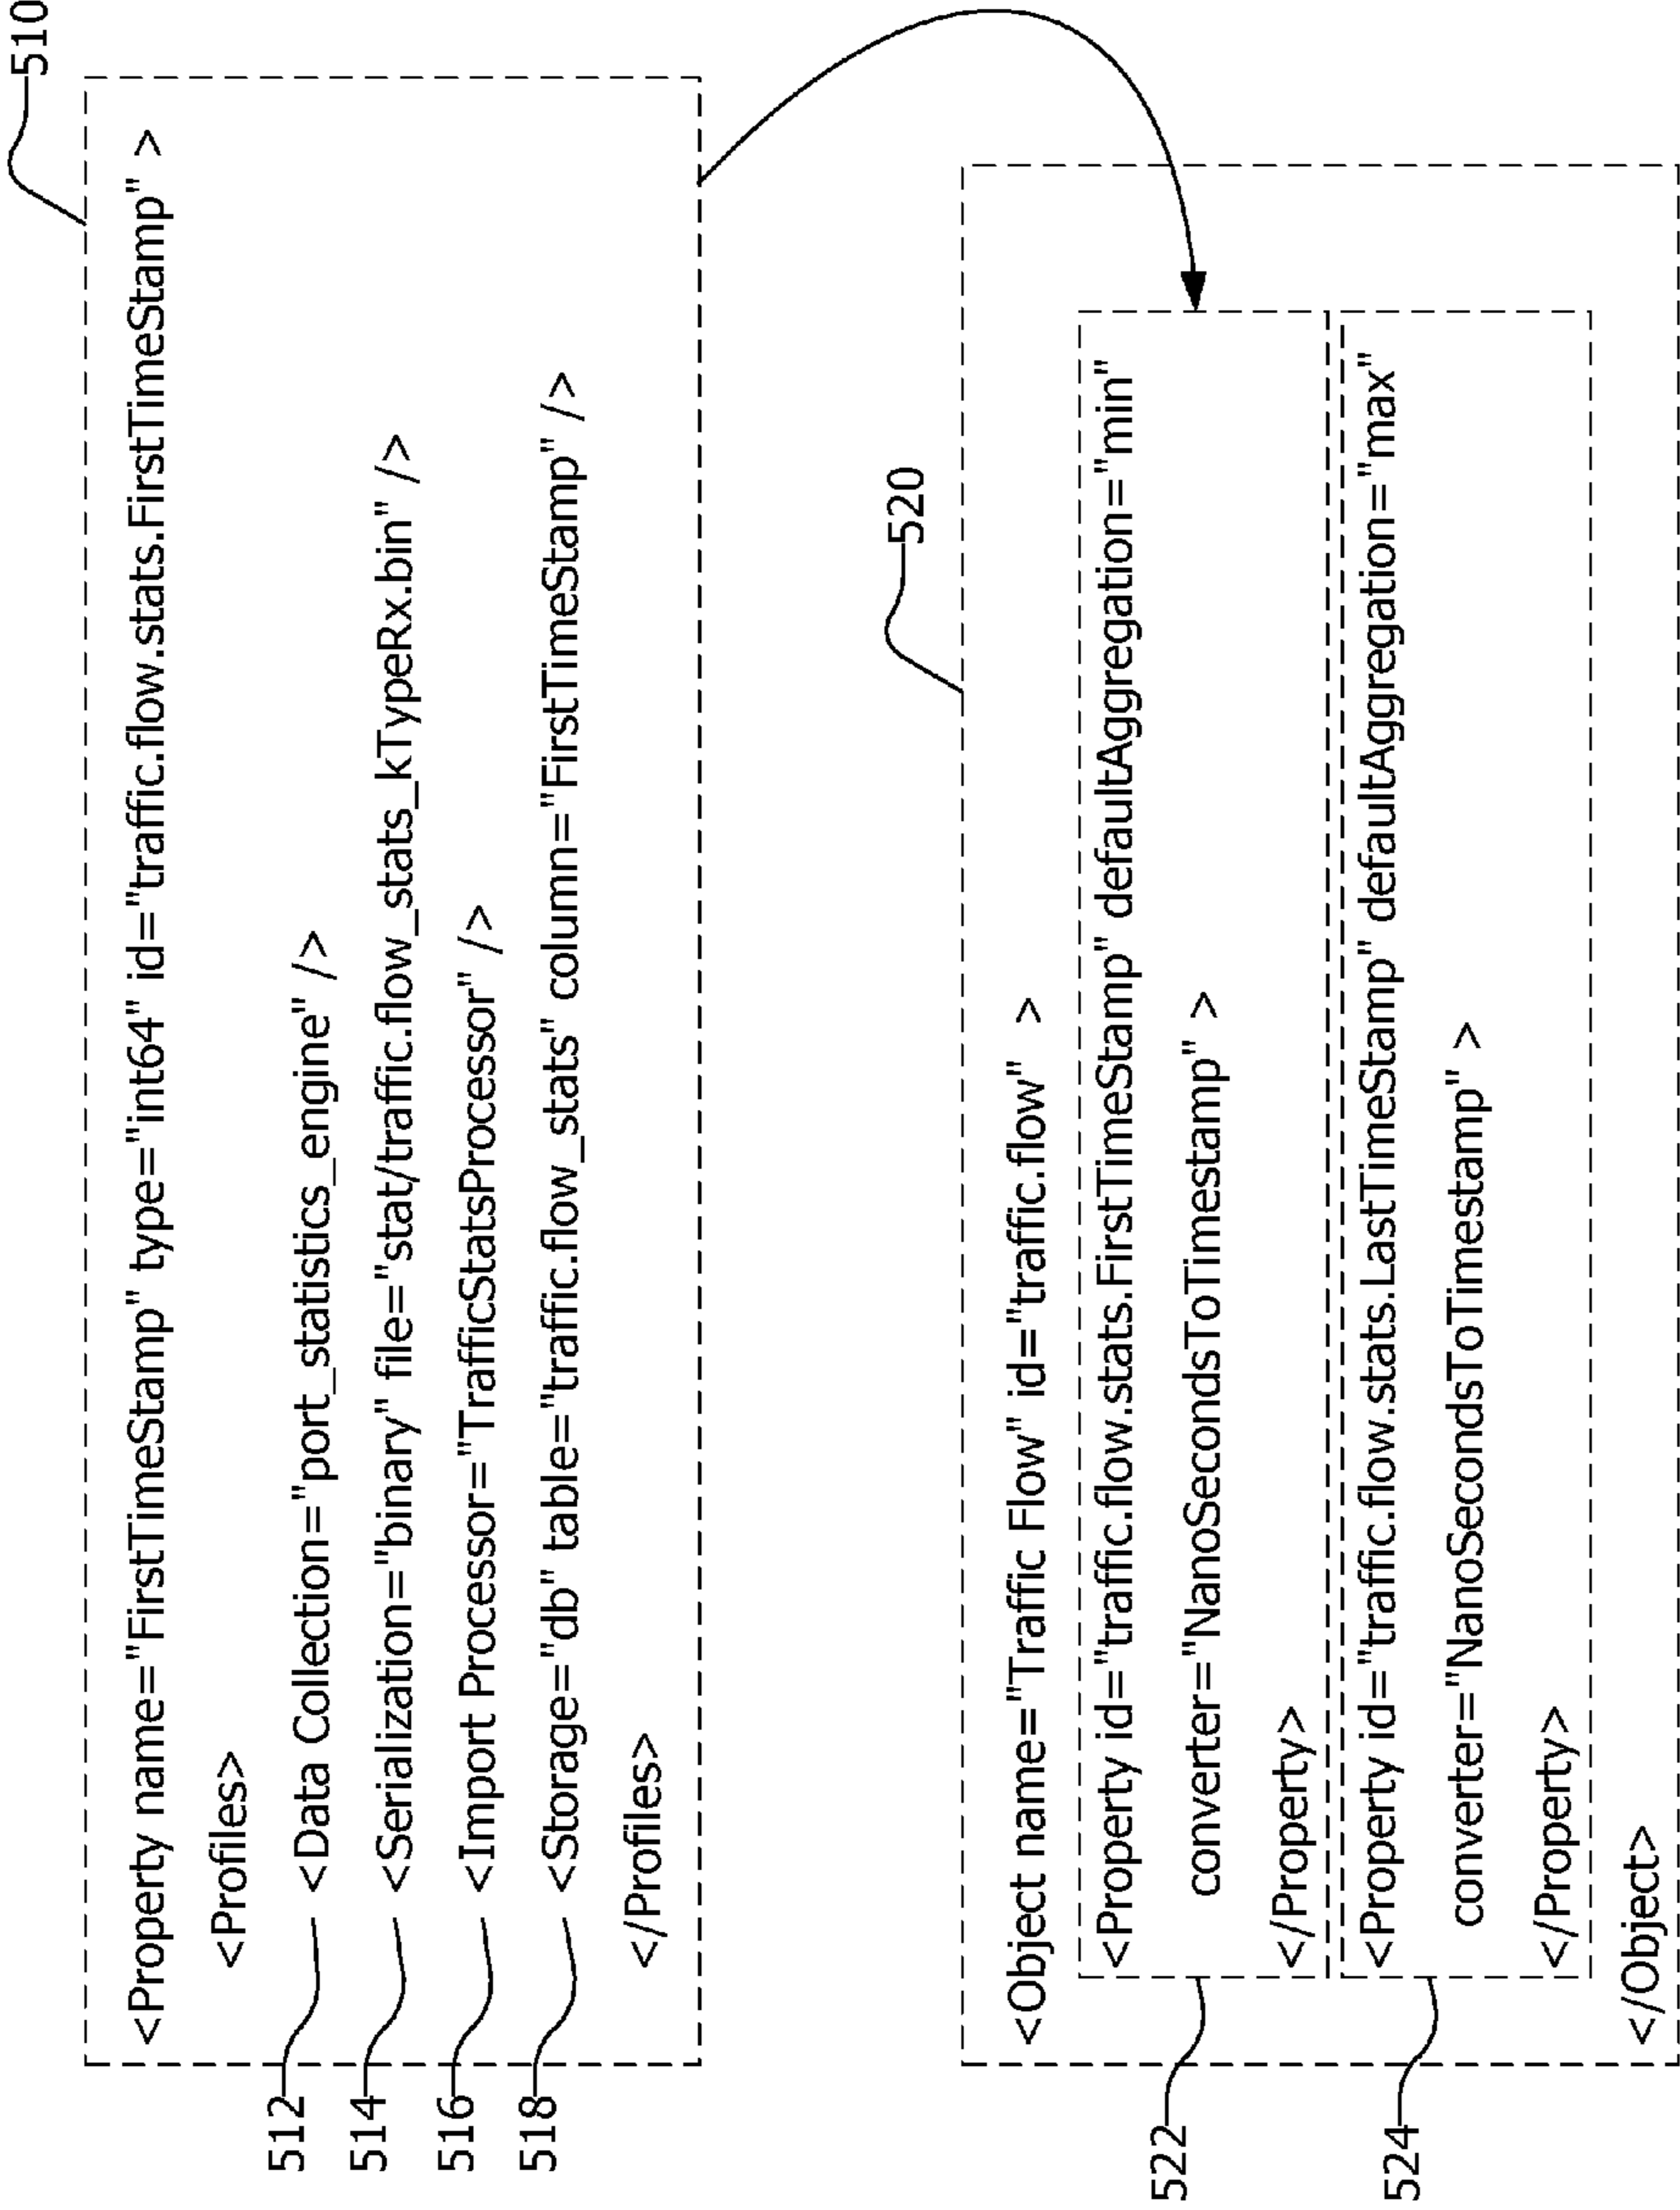 510
<Property name="FirstTimeStamp" type="int64" id="traffic.flow.stats.FirstTimeStamp" >
<Profiles>
512
<Data Collection="port_statistics_engine" />
514
<Serialization="binary" file="stat/traffic.flow_stats_kTypeRx.bin" />
516
<Import Processor="TrafficStatsProcessor" />
518
<Storage="db" table="traffic.flow_stats" column="FirstTimeStamp" />
</Profiles>
520
<Object name="Traffic Flow" id="traffic.flow" >
522
<Property id="traffic.flow.stats.FirstTimeStamp" defaultAggregation="min"
converter="NanoSecondsToTimestamp" >
</Property>
524
<Property id="traffic.flow.stats.LastTimeStamp" defaultAggregation="max"
converter="NanoSecondsToTimestamp" >
</Property>
</Object>